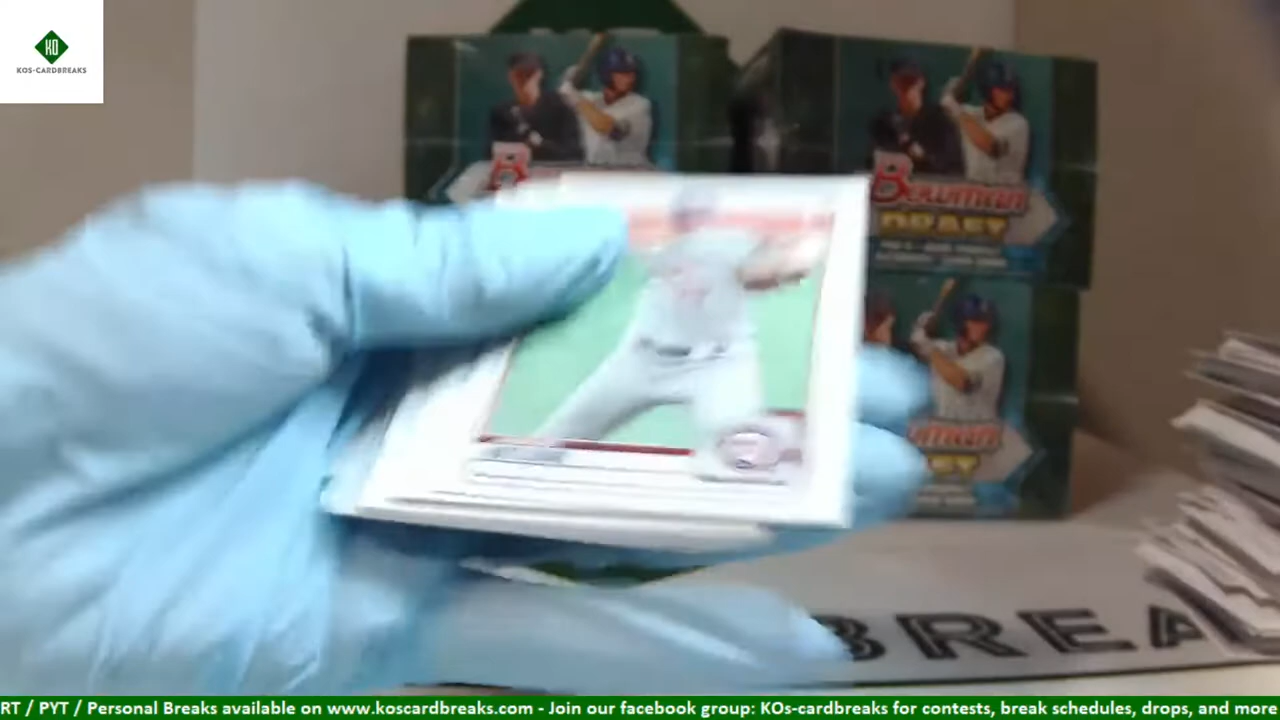 KO
KOS-CARDBREAKS
B
BOWMAN
DRAFT
BREA
RT / PYT / Personal Breaks available on www.koscardbreaks.com - Join our facebook group: KOs-cardbreaks for contests, break schedules, drops, and more